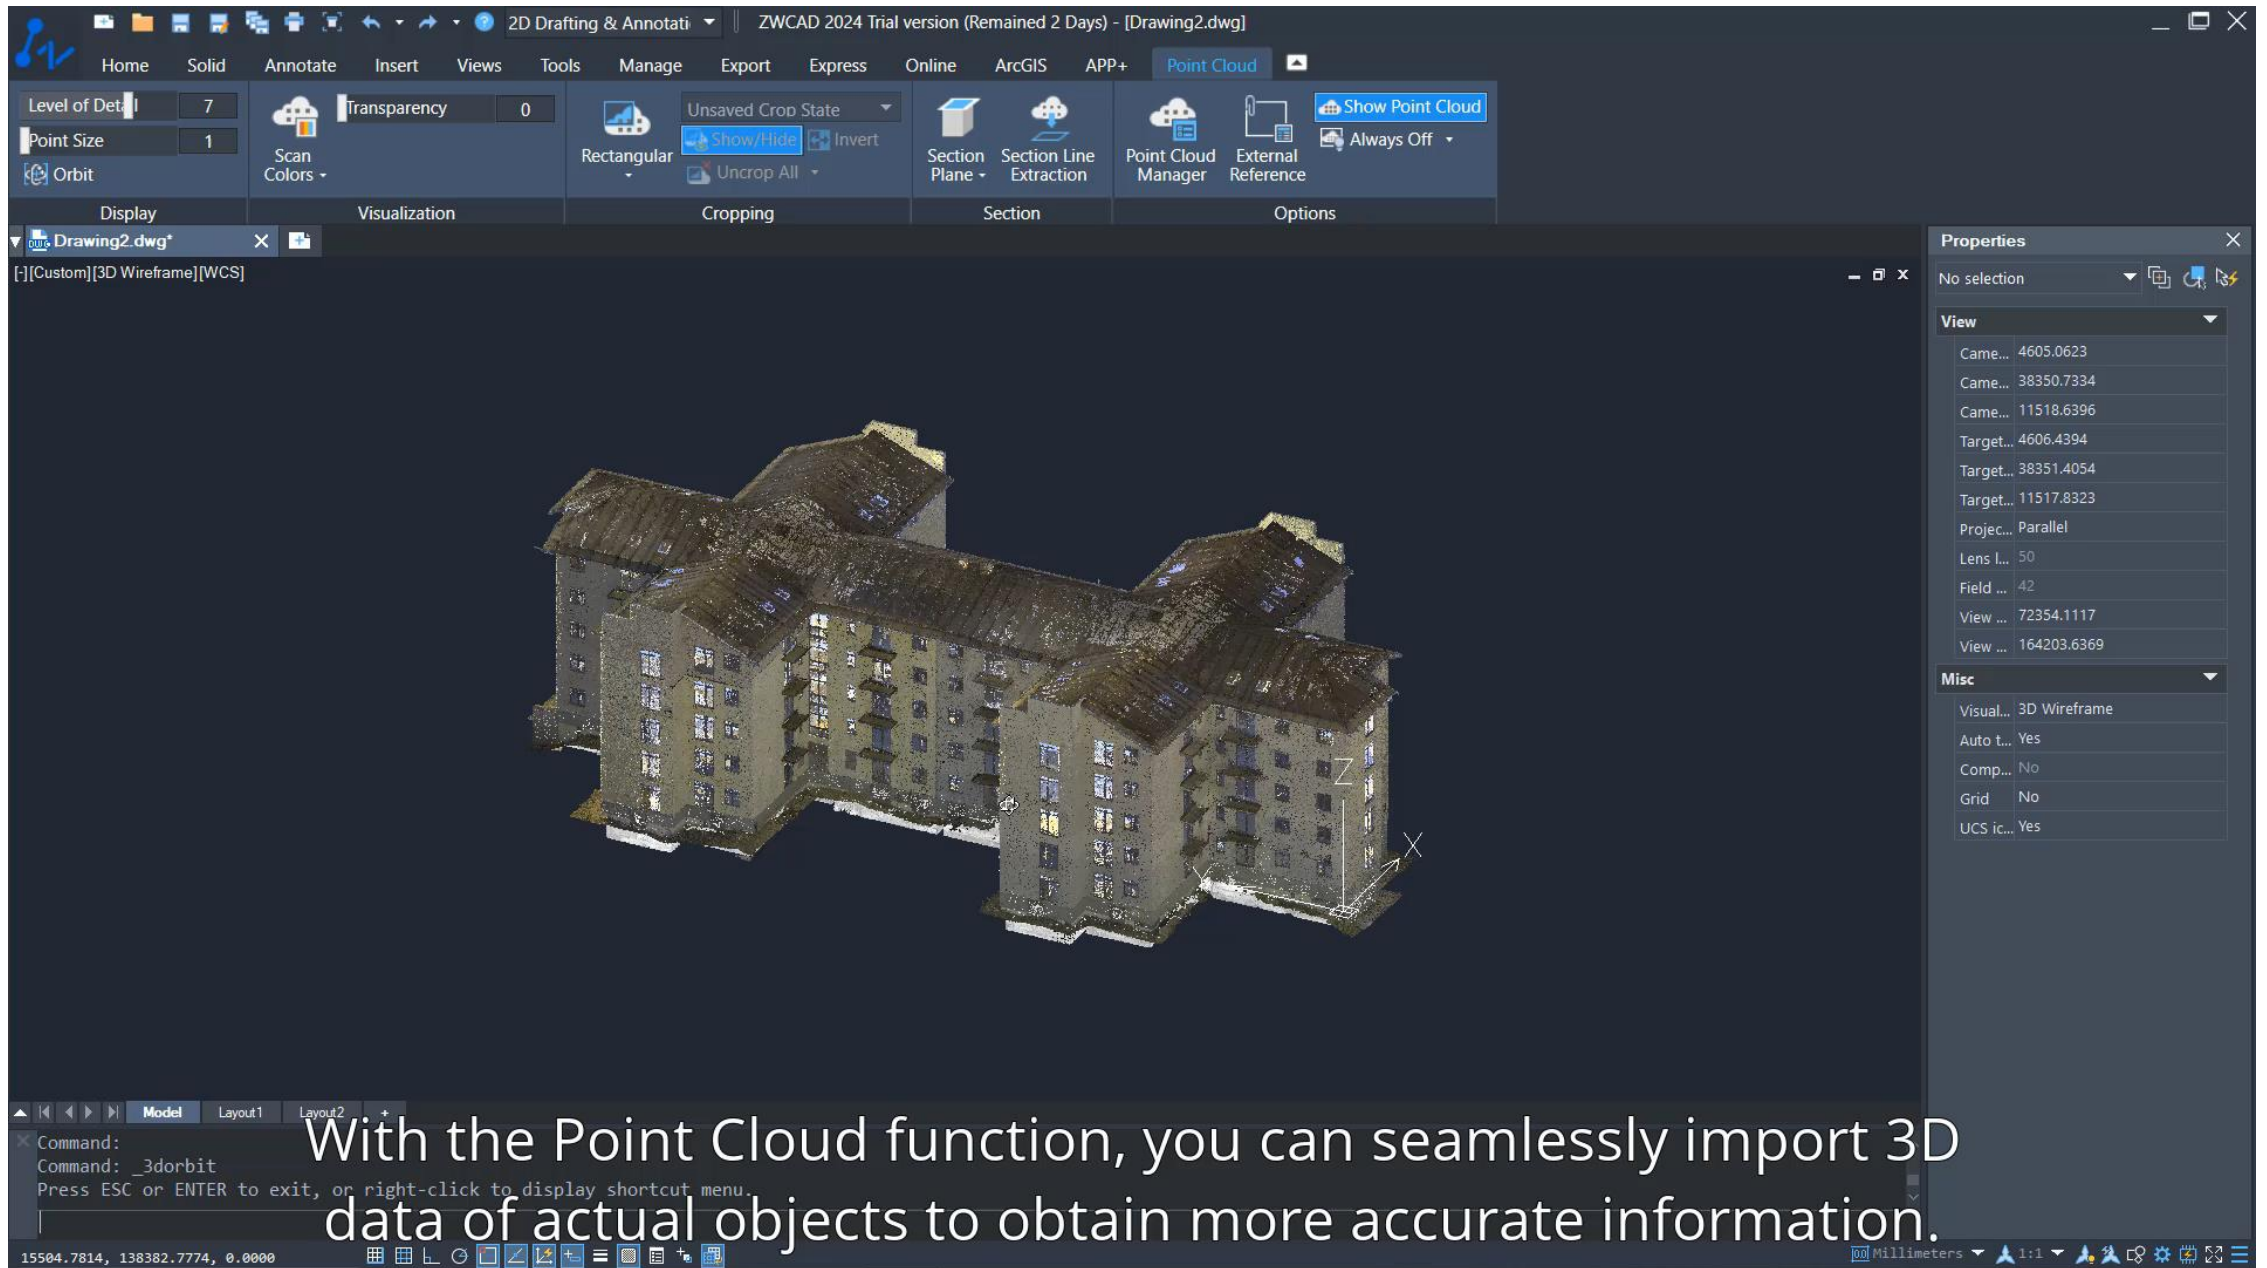 2D Drafting & Annotati
ZWCAD 2024 Trial version (Remained 2 Days) - [Drawing2.dwg]
Home Solid Annotate Insert Views Tools Manage Export Express Online ArcGIS APP+ Point Cloud
Level of Detail 7
Point Size 1
Orbit
Display
Scan Colors
Transparency 0
Visualization
Rectangular
Unsaved Crop State
Show/Hide Invert
Uncrop All
Cropping
Section Plane
Section Line Extraction
Section
Point Cloud Manager
External Reference
Show Point Cloud
Always Off
Options
Drawing2.dwg*
[-][Custom][3D Wireframe][WCS]
Properties
No selection
View
Came... 4605.0623
Came... 38350.7334
Came... 11518.6396
Target... 4606.4394
Target... 38351.4054
Target... 11517.8323
Projec... Parallel
Lens l... 50
Field ... 42
View ... 72354.1117
View ... 164203.6369
Misc
Visual... 3D Wireframe
Auto t... Yes
Comp... No
Grid No
UCS ic... Yes
Z
X
Y
Model Layout1 Layout2 +
Command:
Command: _3dorbit
Press ESC or ENTER to exit, or right-click to display shortcut menu.
With the Point Cloud function, you can seamlessly import 3D
data of actual objects to obtain more accurate information.
15504.7814, 138382.7774, 0.0000
Millimeters 1:1